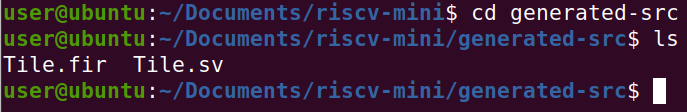 user@ubuntu:~/Documents/riscv-mini$ cd generated-src
user@ubuntu:~/Documents/riscv-mini/generated-src$ ls
Tile.fir  Tile.sv
user@ubuntu:~/Documents/riscv-mini/generated-src$